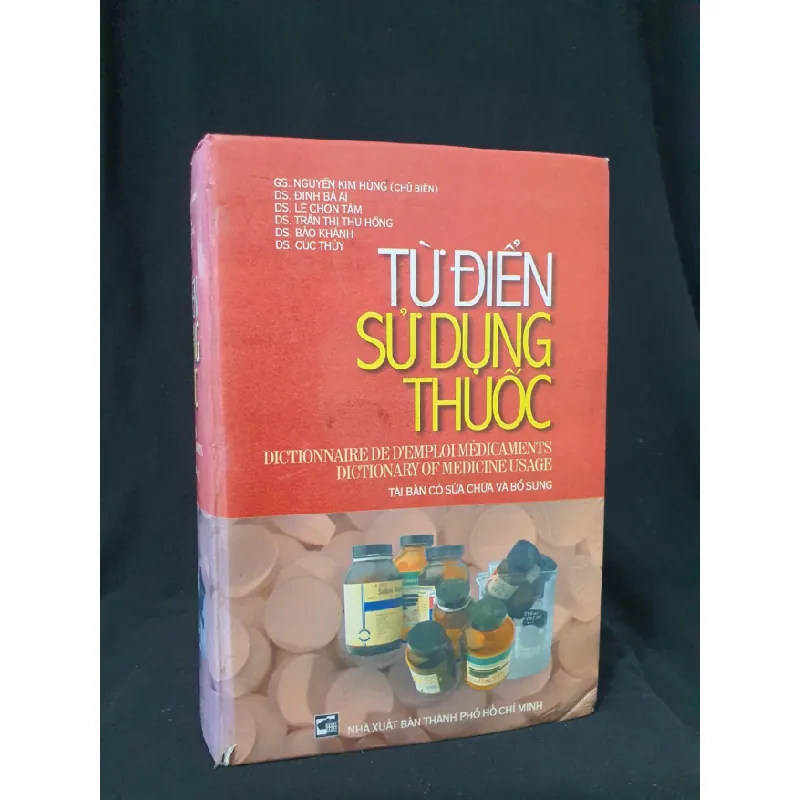 GS. NGUYỄN KIM HÙNG (CHỦ BIÊN)
DS. ĐINH BÁ ÁI
DS. LÊ CHỌN TÂM
DS. TRẦN THỊ THU HỒNG
DS. BẢO KHÁNH
DS. CÚC THỦY
TỪ ĐIỂN
SỬ DỤNG
THUỐC
DICTIONNAIRE DE D'EMPLOI MÉDICAMENTS
DICTIONARY OF MEDICINE USAGE
TÁI BẢN CÓ SỬA CHỮA VÀ BỔ SUNG
NHÀ XUẤT BẢN THÀNH PHỐ HỒ CHÍ MINH